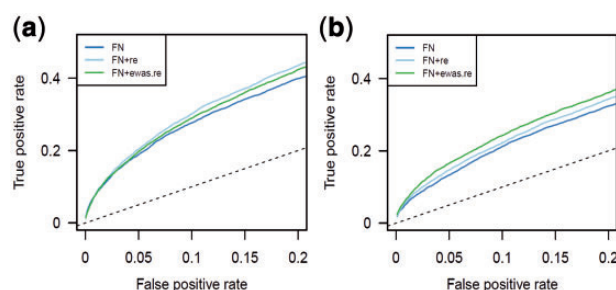 (a)
FN
FN+re
FN+ewas.re
True positive rate
0.4
0.2
0
0 0.05 0.1 0.15 0.2
False positive rate
(b)
FN
FN+re
FN+ewas.re
True positive rate
0.4
0.2
0
0 0.05 0.1 0.15 0.2
False positive rate